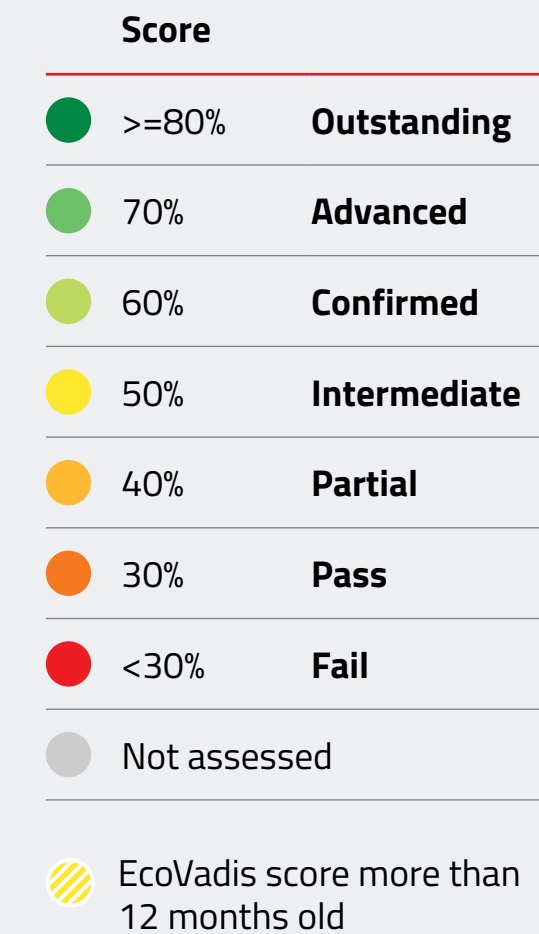 Score
>=80% Outstanding
70% Advanced
60% Confirmed
50% Intermediate
40% Partial
30% Pass
<30% Fail
Not assessed
EcoVadis score more than
12 months old